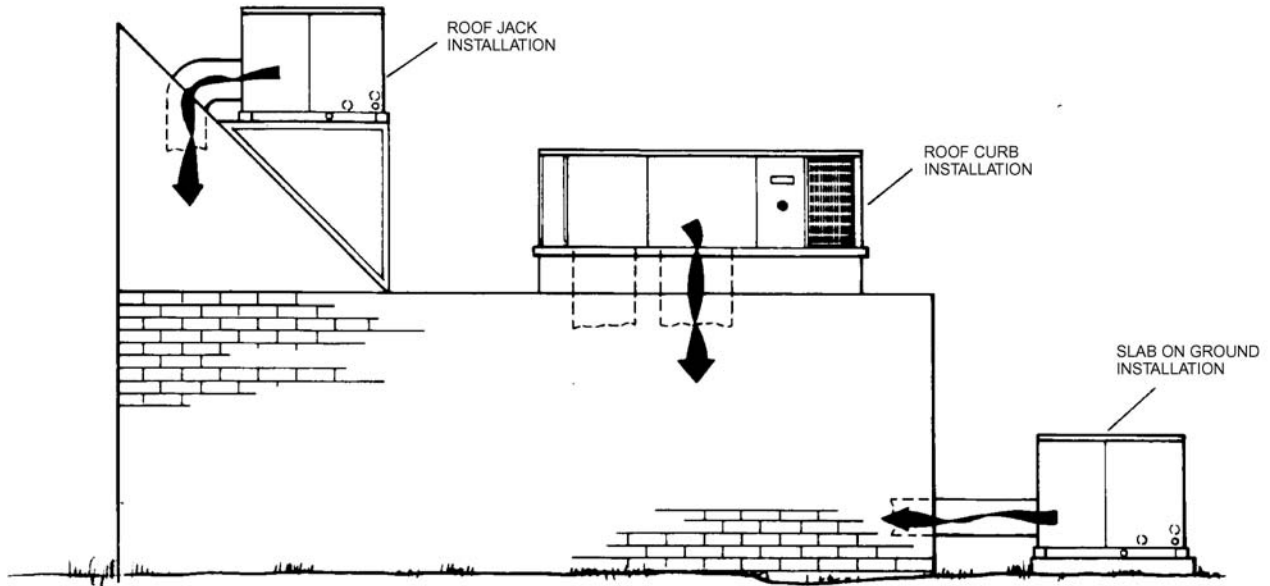 ROOF JACK
INSTALLATION
ROOF CURB
INSTALLATION
SLAB ON GROUND
INSTALLATION